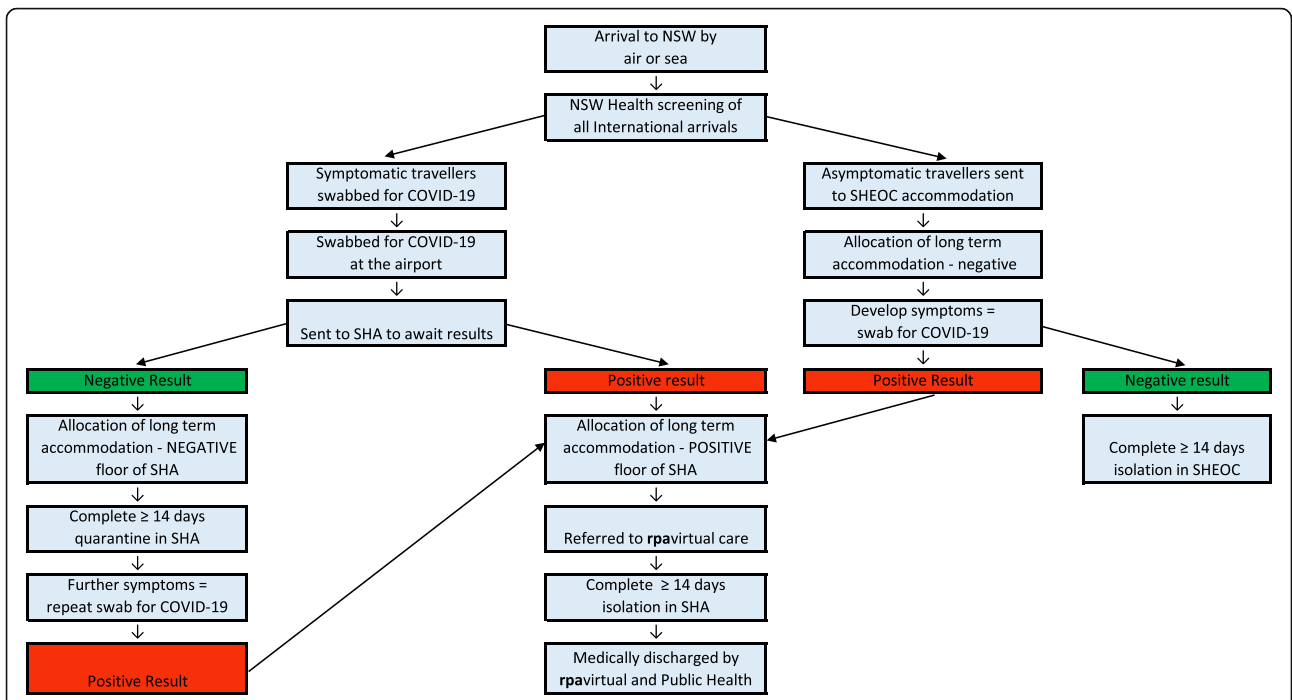 Arrival to NSW by
air or sea
NSW Health screening of
all International arrivals
Symptomatic travellers
swabbed for COVID-19
Asymptomatic travellers sent
to SHEOC accommodation
Swabbed for COVID-19
at the airport
Allocation of long term
accommodation - negative
Sent to SHA to await results
Develop symptoms =
swab for COVID-19
Negative Result
Positive result
Positive Result
Negative result
Allocation of long term
accommodation - NEGATIVE
floor of SHA
Allocation of long term
accommodation - POSITIVE
floor of SHA
Complete ≥ 14 days
isolation in SHEOC
Complete ≥ 14 days
quarantine in SHA
Referred to rpavirtual care
Further symptoms =
repeat swab for COVID-19
Complete ≥ 14 days
isolation in SHA
Positive Result
Medically discharged by
rpavirtual and Public Health